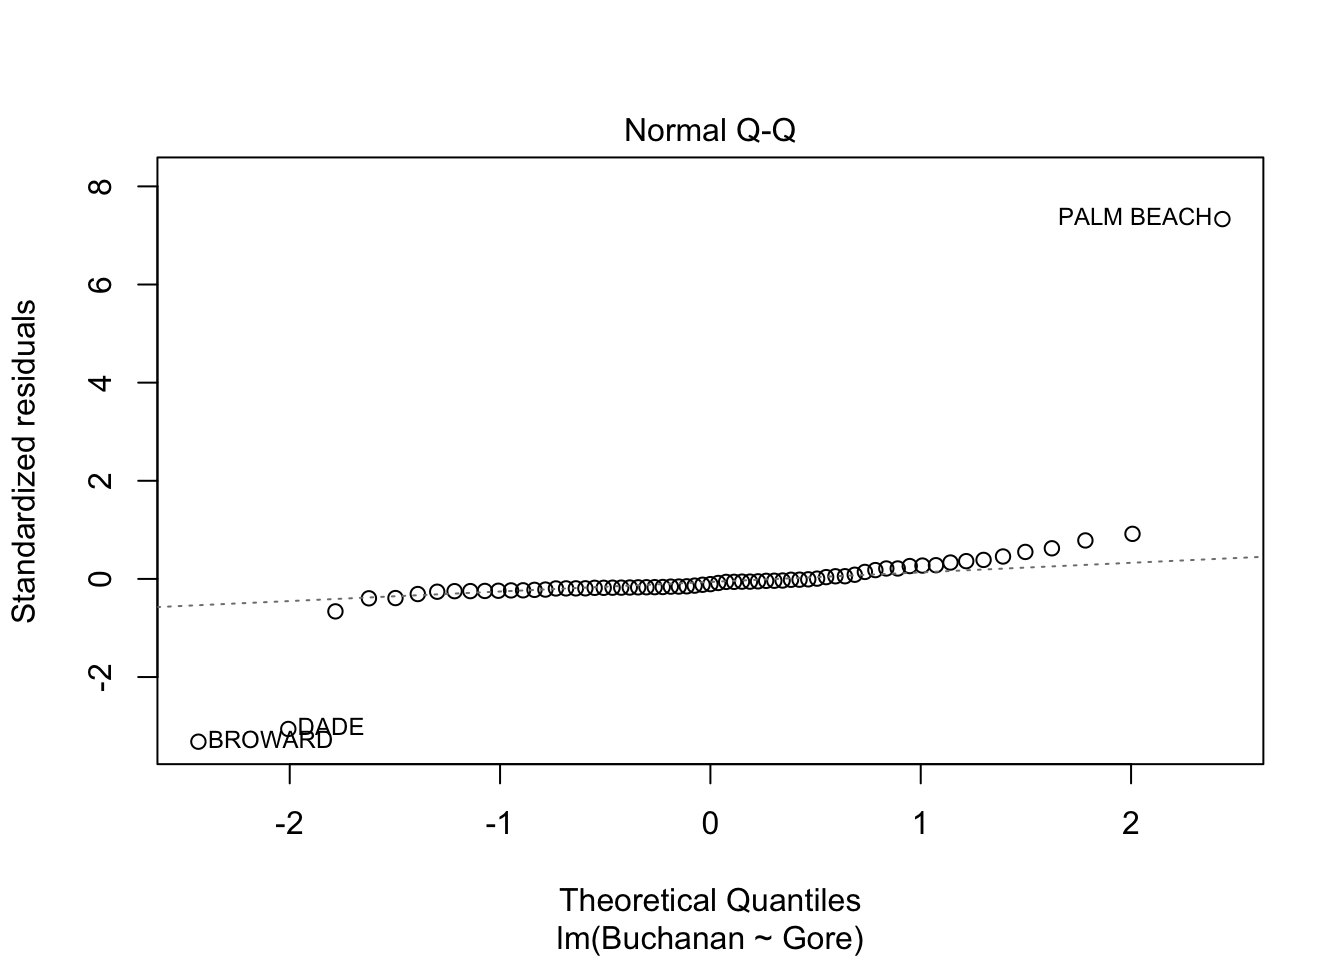 Normal Q-Q
8
6
4
2
0
-2
Standardized residuals
PALM BEACH
DADE
BROWARD
-2
-1
0
1
2
Theoretical Quantiles
lm(Buchanan ~ Gore)